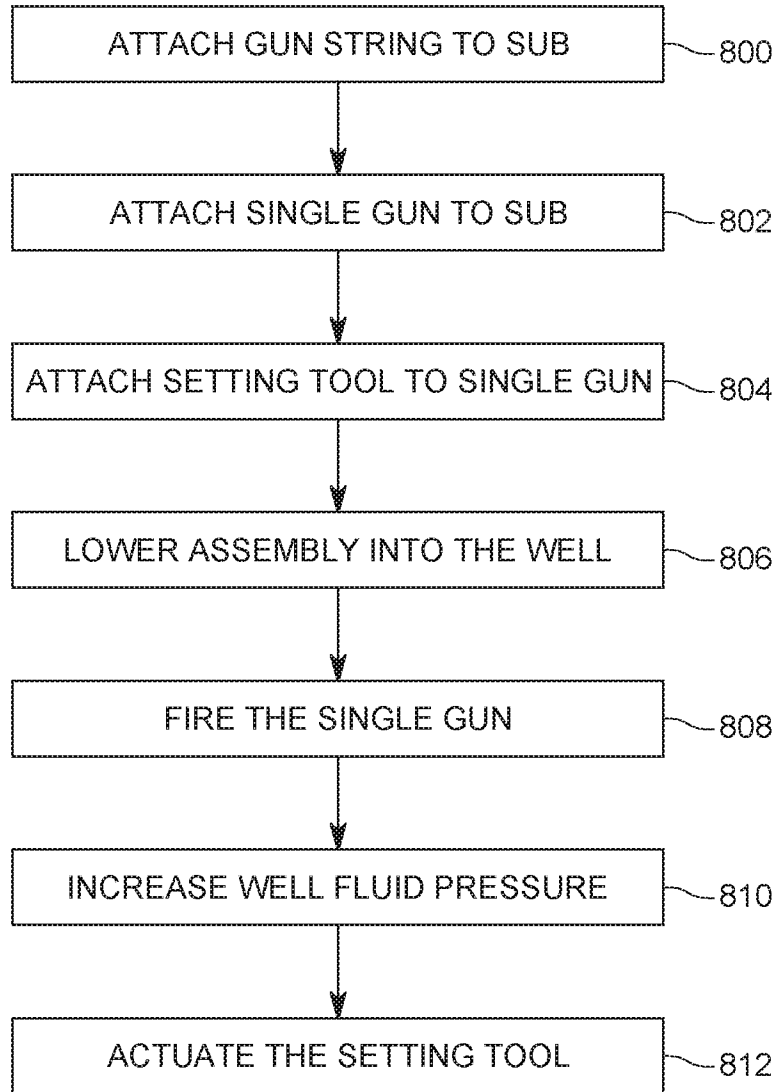 ATTACH GUN STRING TO SUB 800
ATTACH SINGLE GUN TO SUB 802
ATTACH SETTING TOOL TO SINGLE GUN 804
LOWER ASSEMBLY INTO THE WELL 806
FIRE THE SINGLE GUN 808
INCREASE WELL FLUID PRESSURE 810
ACTUATE THE SETTING TOOL 812